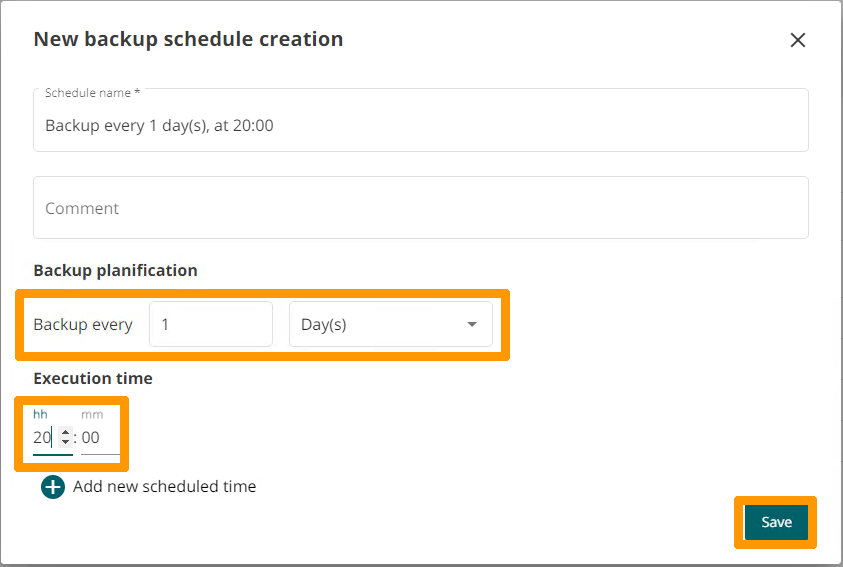 New backup schedule creation
Schedule name *
Backup every 1 day(s), at 20:00
Comment
Backup planification
Backup every 1 Day(s)
Execution time
hh mm
20 : 00
Add new scheduled time
Save